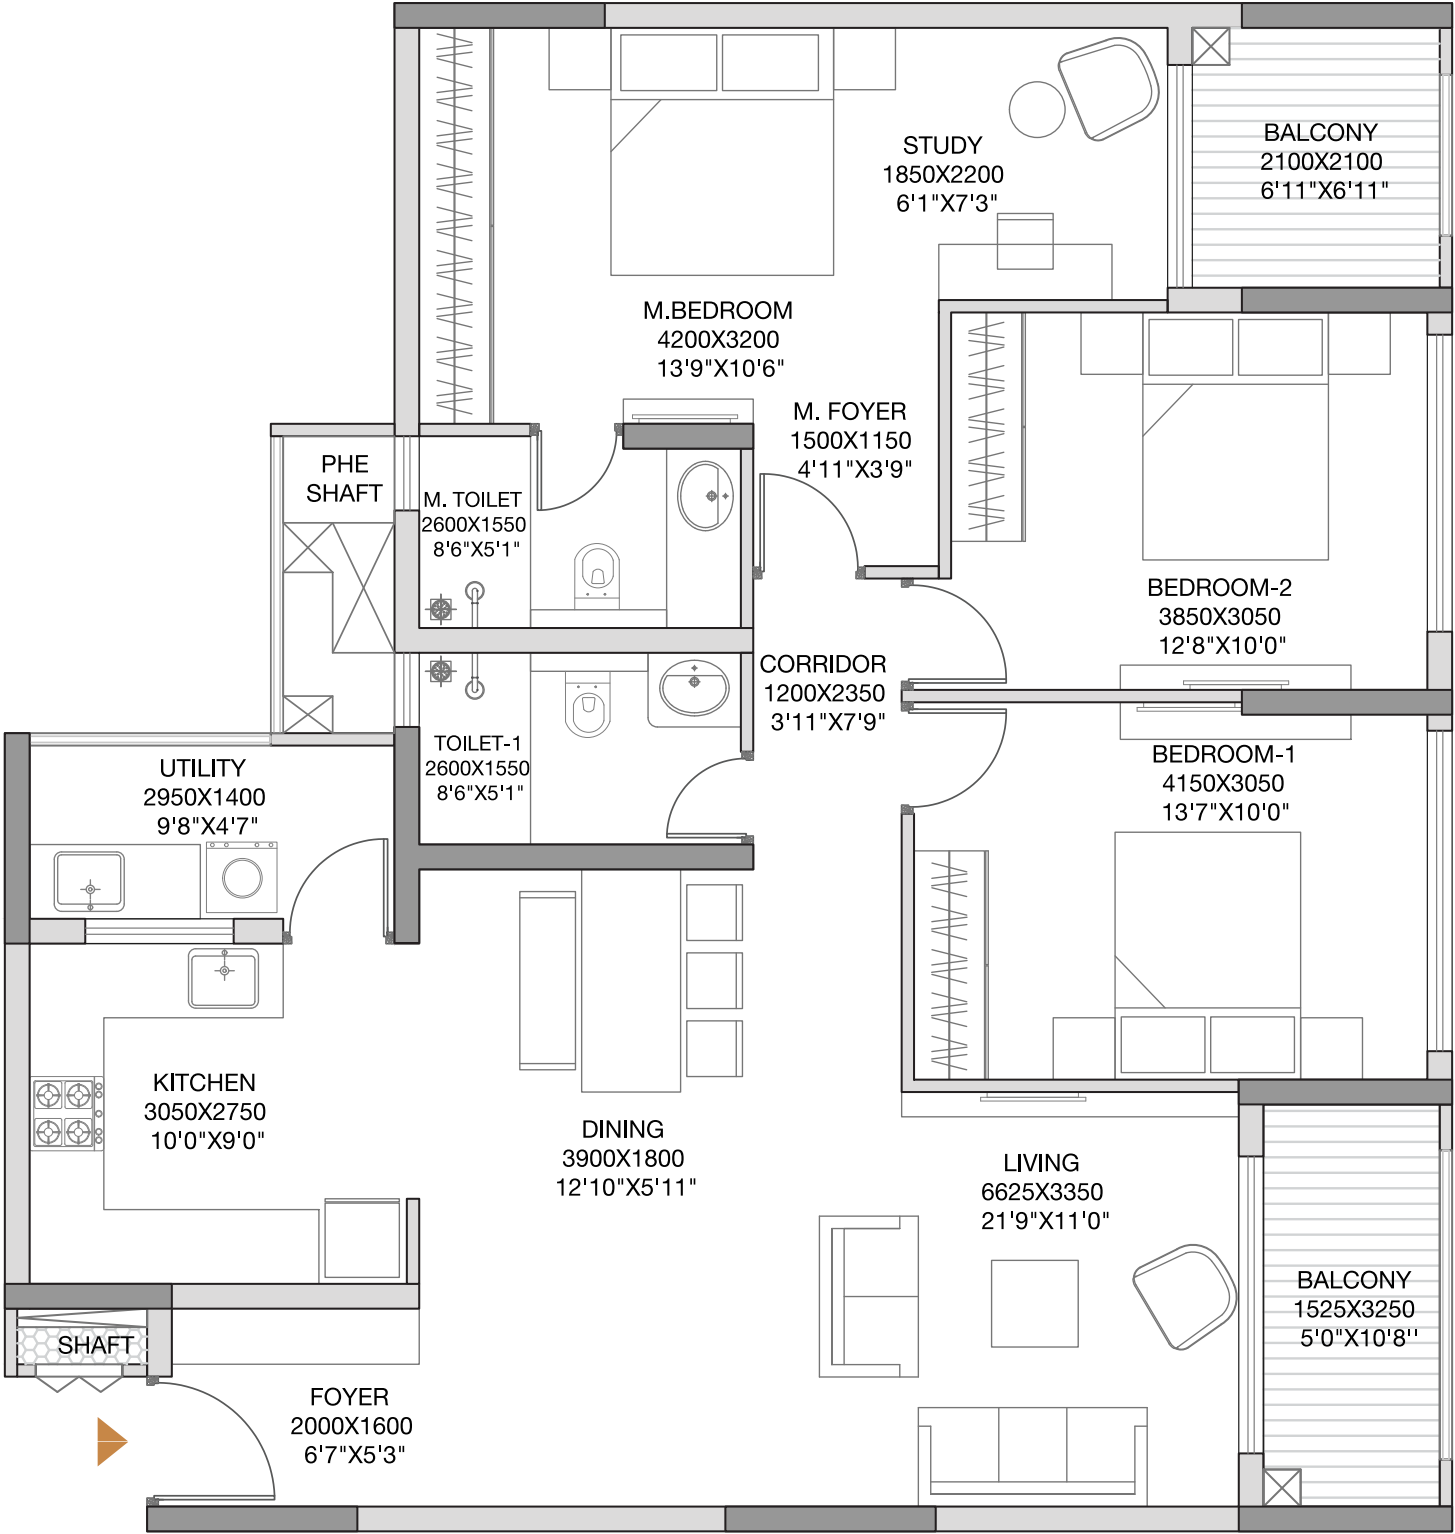 STUDY
1850X2200
6'1"X7'3"
BALCONY
2100X2100
6'11"X6'11"
M.BEDROOM
4200X3200
13'9"X10'6"
M. FOYER
1500X1150
4'11"X3'9"
PHE
SHAFT
M. TOILET
2600X1550
8'6"X5'1"
BEDROOM-2
3850X3050
12'8"X10'0"
CORRIDOR
1200X2350
3'11"X7'9"
TOILET-1
2600X1550
8'6"X5'1"
BEDROOM-1
4150X3050
13'7"X10'0"
UTILITY
2950X1400
9'8"X4'7"
KITCHEN
3050X2750
10'0"X9'0"
DINING
3900X1800
12'10"X5'11"
LIVING
6625X3350
21'9"X11'0"
BALCONY
1525X3250
5'0"X10'8''
SHAFT
FOYER
2000X1600
6'7"X5'3"